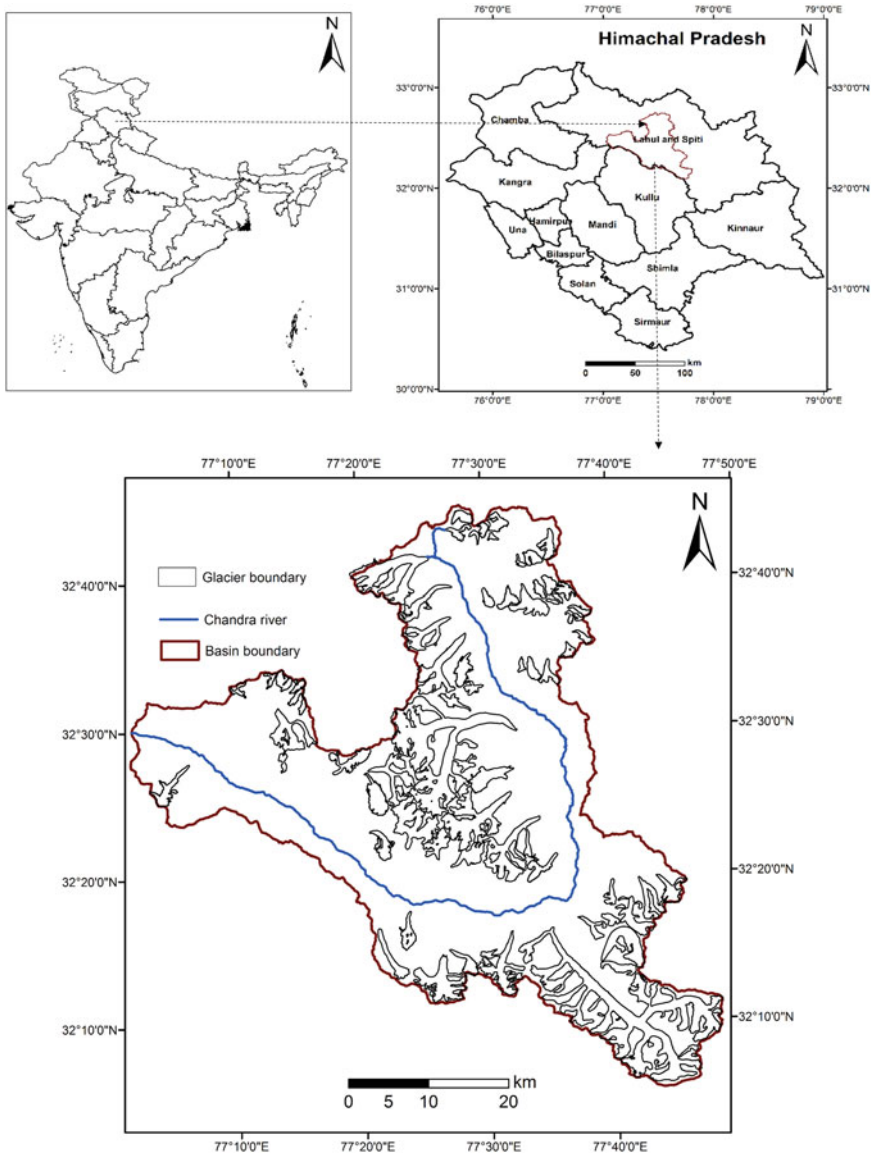 N
76°0'0"E 77°0'0"E 78°0'0"E 79°0'0"E
Himachal Pradesh
N
33°0'0"N 33°0'0"N
Chamba
Lahul and Spiti
32°0'0"N 32°0'0"N
Kangra
Kullu
Una
Hamirpur
Mandi
Kinnaur
Bilaspur
Shimla
Solan
31°0'0"N 31°0'0"N
Sirmaur
km
0 50 100
30°0'0"N 30°0'0"N
76°0'0"E 77°0'0"E 78°0'0"E 79°0'0"E
77°10'0"E 77°20'0"E 77°30'0"E 77°40'0"E 77°50'0"E
N
32°40'0"N 32°40'0"N
Glacier boundary
Chandra river
Basin boundary
32°30'0"N 32°30'0"N
32°20'0"N 32°20'0"N
32°10'0"N 32°10'0"N
km
0 5 10 20
77°10'0"E 77°20'0"E 77°30'0"E 77°40'0"E